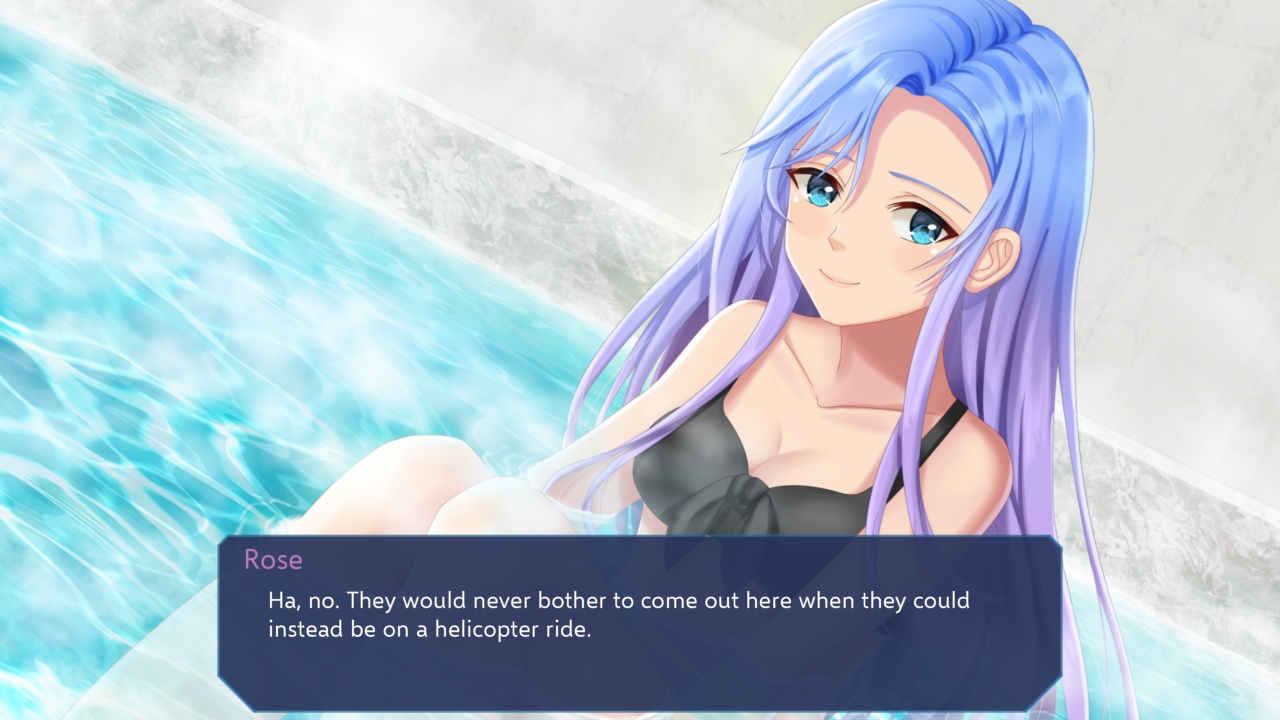 Rose
Ha, no. They would never bother to come out here when they could
instead be on a helicopter ride.